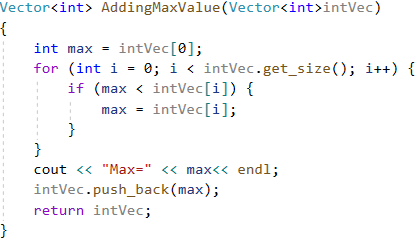 Vector<int> AddingMaxValue(Vector<int>intVec)
{
    int max = intVec[0];
    for (int i = 0; i < intVec.get_size(); i++) {
        if (max < intVec[i]) {
            max = intVec[i];
        }
    }
    cout << "Max=" << max<< endl;
    intVec.push_back(max);
    return intVec;
}